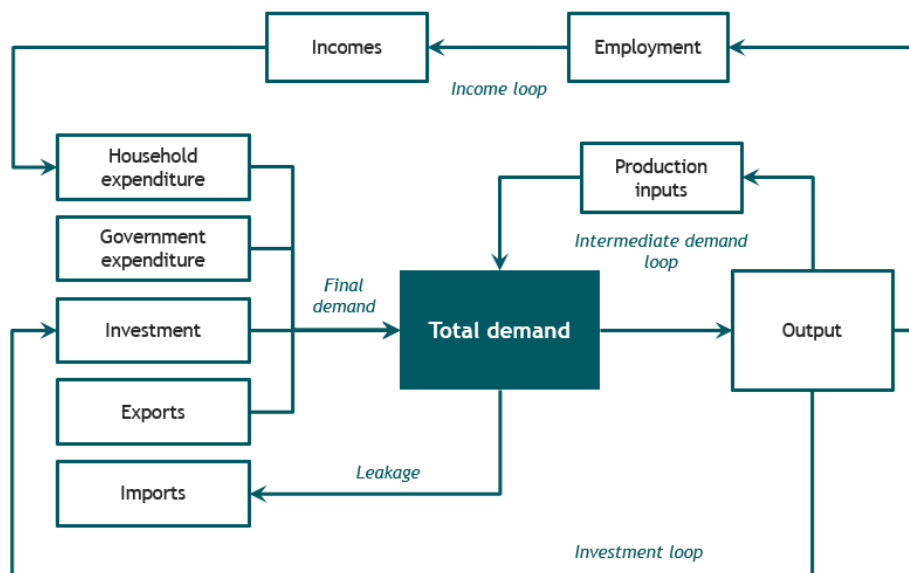 Incomes
Employment
Income loop
Household
expenditure
Production
inputs
Government
expenditure
Intermediate demand
loop
Final
demand
Investment
Total demand
Output
Exports
Leakage
Imports
Investment loop